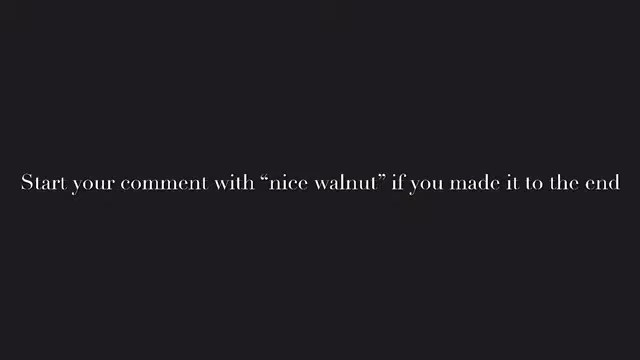 Start your comment with “nice walnut” if you made it to the end